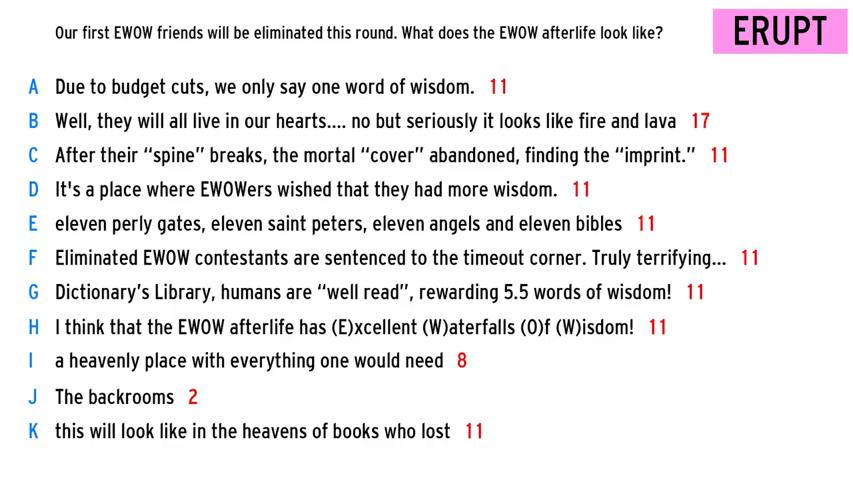 Our first EWOW friends will be eliminated this round. What does the EWOW afterlife look like?
ERUPT
A Due to budget cuts, we only say one word of wisdom. 11
B Well, they will all live in our hearts.... no but seriously it looks like fire and lava 17
C After their “spine” breaks, the mortal “cover” abandoned, finding the “imprint.” 11
D It's a place where EWOWers wished that they had more wisdom. 11
E eleven perly gates, eleven saint peters, eleven angels and eleven bibles 11
F Eliminated EWOW contestants are sentenced to the timeout corner. Truly terrifying... 11
G Dictionary’s Library, humans are “well read”, rewarding 5.5 words of wisdom! 11
H I think that the EWOW afterlife has (E)xcellent (W)aterfalls (O)f (W)isdom! 11
I a heavenly place with everything one would need 8
J The backrooms 2
K this will look like in the heavens of books who lost 11